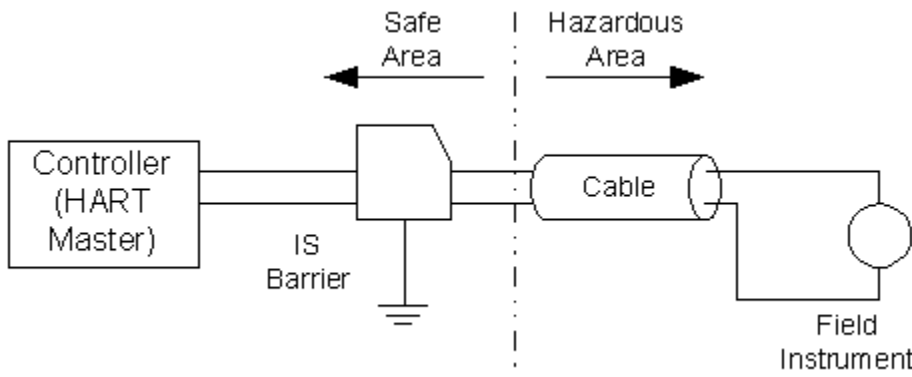 Safe
Area
Hazardous
Area
Controller
(HART
Master)
IS
Barrier
Cable
Field
Instrument